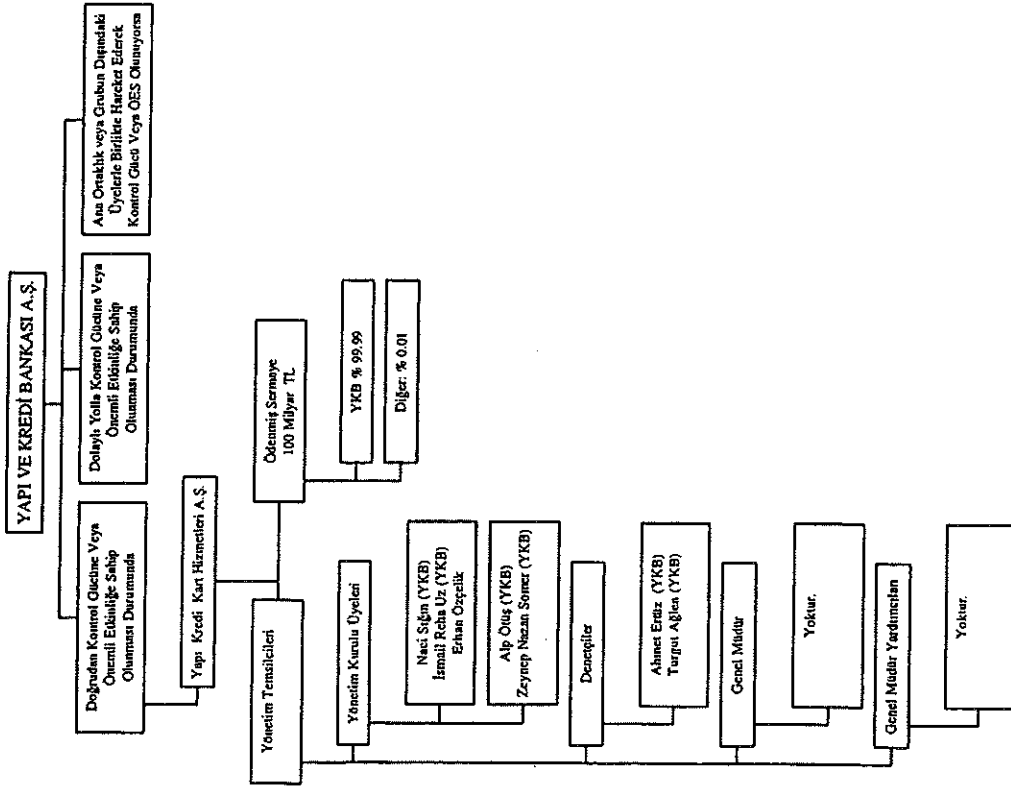 YAPI VE KREDİ BANKASI A.Ş.
Doğrudan Kontrol Gücüne Veya
Önemli Etkinliğe Sahip
Olunması Durumunda
Dolaylı Yolla Kontrol Gücüne Veya
Önemli Etkinliğe Sahip
Olunması Durumunda
Ana Ortaklık veya Grubun Dışındaki
Üyelerle Birlikte Hareket Ederek
Kontrol Gücü Veya ÖES Olunuyorsa
Yapı Kredi Kart Hizmetleri A.Ş.
Yönetim Temsilcileri
Ödenmiş Sermaye
100 Milyar TL
YKB % 99.99
Diğer: % 0.01
Yönetim Kurulu Üyeleri
Naci Sığın (YKB)
İsmail Reha Uz (YKB)
Erhan Özçelik
Alp Ötüş (YKB)
Zeynep Nazan Somer (YKB)
Denetçiler
Ahmet Ertüz (YKB)
Turgut Ağlen (YKB)
Genel Müdür
Yoktur.
Genel Müdür Yardımcıları
Yoktur.